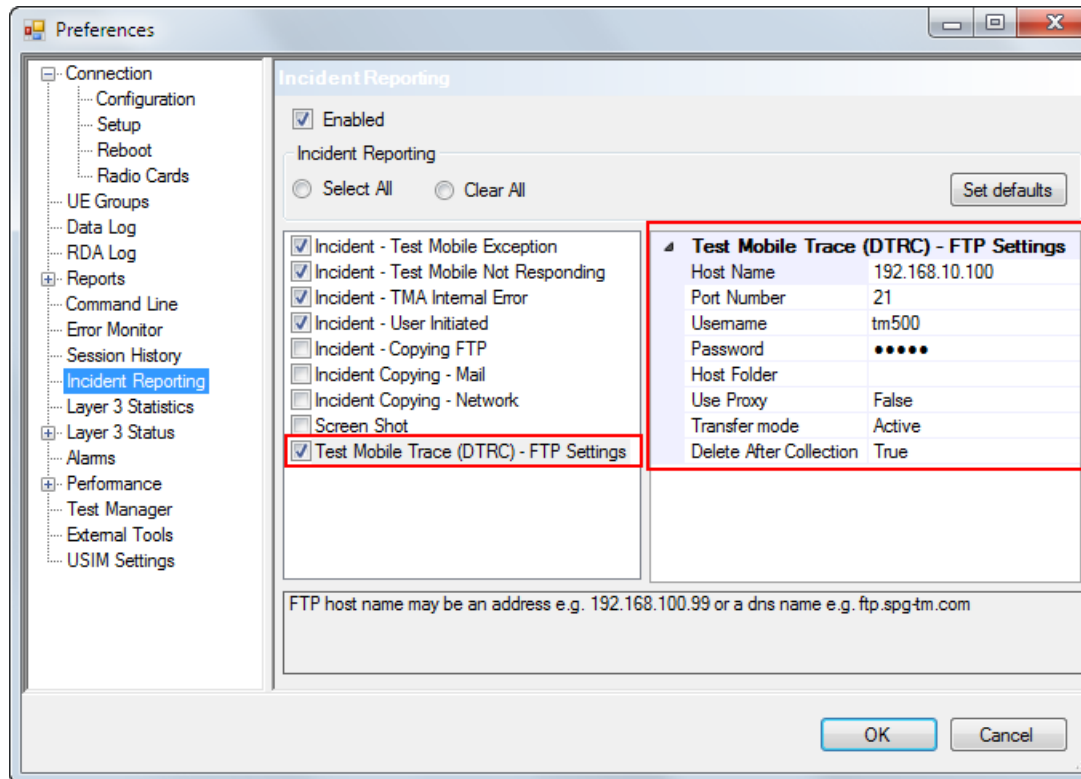 Preferences
Connection
Configuration
Setup
Reboot
Radio Cards
UE Groups
Data Log
RDA Log
Reports
Command Line
Error Monitor
Session History
Incident Reporting
Layer 3 Statistics
Layer 3 Status
Alarms
Performance
Test Manager
External Tools
USIM Settings
Incident Reporting
Enabled
Incident Reporting
Select All Clear All Set defaults
Incident - Test Mobile Exception
Incident - Test Mobile Not Responding
Incident - TMA Internal Error
Incident - User Initiated
Incident - Copying FTP
Incident Copying - Mail
Incident Copying - Network
Screen Shot
Test Mobile Trace (DTRC) - FTP Settings
Test Mobile Trace (DTRC) - FTP Settings
Host Name 192.168.10.100
Port Number 21
Username tm500
Password ●●●●●
Host Folder
Use Proxy False
Transfer mode Active
Delete After Collection True
FTP host name may be an address e.g. 192.168.100.99 or a dns name e.g. ftp.spg-tm.com
OK Cancel